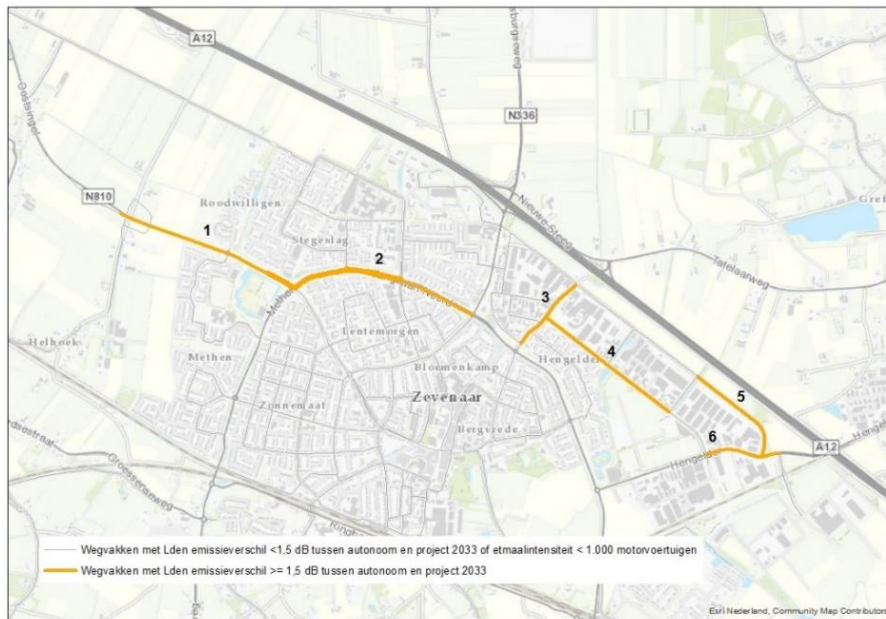 A12
Oostsingel
N336
N810
Roodwilligen
1
Stegeslag
2
Nieuwe Steeg
Gref
Tatelaarweg
3
Lentemorgen
Helhoek
Methen
Hengelder
4
Bloemenkamp
Zevenaar
5
Zonnemaat
Bergvrede
6
A12
Groessenseweg
Wegvakken met Lden emissieverschil <1,5 dB tussen autonoom en project 2033 of etmaalintensiteit < 1.000 motorvoertuigen
Wegvakken met Lden emissieverschil >= 1,5 dB tussen autonoom en project 2033
Esri Nederland, Community Map Contributors